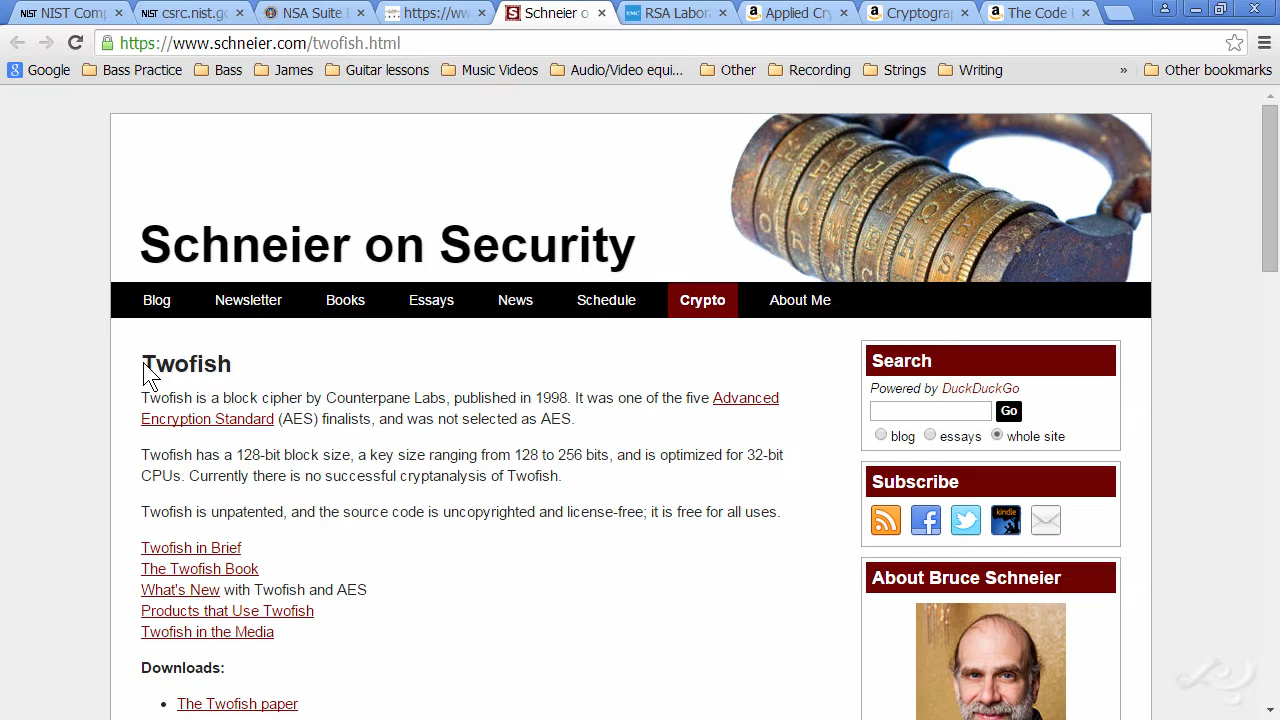 NIST Comp
csrc.nist.go
NSA Suite
https://ww
Schneier o
RSA Labor
Applied Cr
Cryptogra
The Code
https://www.schneier.com/twofish.html
Google
Bass Practice
Bass
James
Guitar lessons
Music Videos
Audio/Video equi...
Other
Recording
Strings
Writing
»
Other bookmarks
Schneier on Security
Blog
Newsletter
Books
Essays
News
Schedule
Crypto
About Me
Twofish
Twofish is a block cipher by Counterpane Labs, published in 1998. It was one of the five Advanced
Encryption Standard (AES) finalists, and was not selected as AES.
Twofish has a 128-bit block size, a key size ranging from 128 to 256 bits, and is optimized for 32-bit
CPUs. Currently there is no successful cryptanalysis of Twofish.
Twofish is unpatented, and the source code is uncopyrighted and license-free; it is free for all uses.
Twofish in Brief
The Twofish Book
What's New with Twofish and AES
Products that Use Twofish
Twofish in the Media
Downloads:
• The Twofish paper
Search
Powered by DuckDuckGo
Go
blog
essays
whole site
Subscribe
kindle
About Bruce Schneier